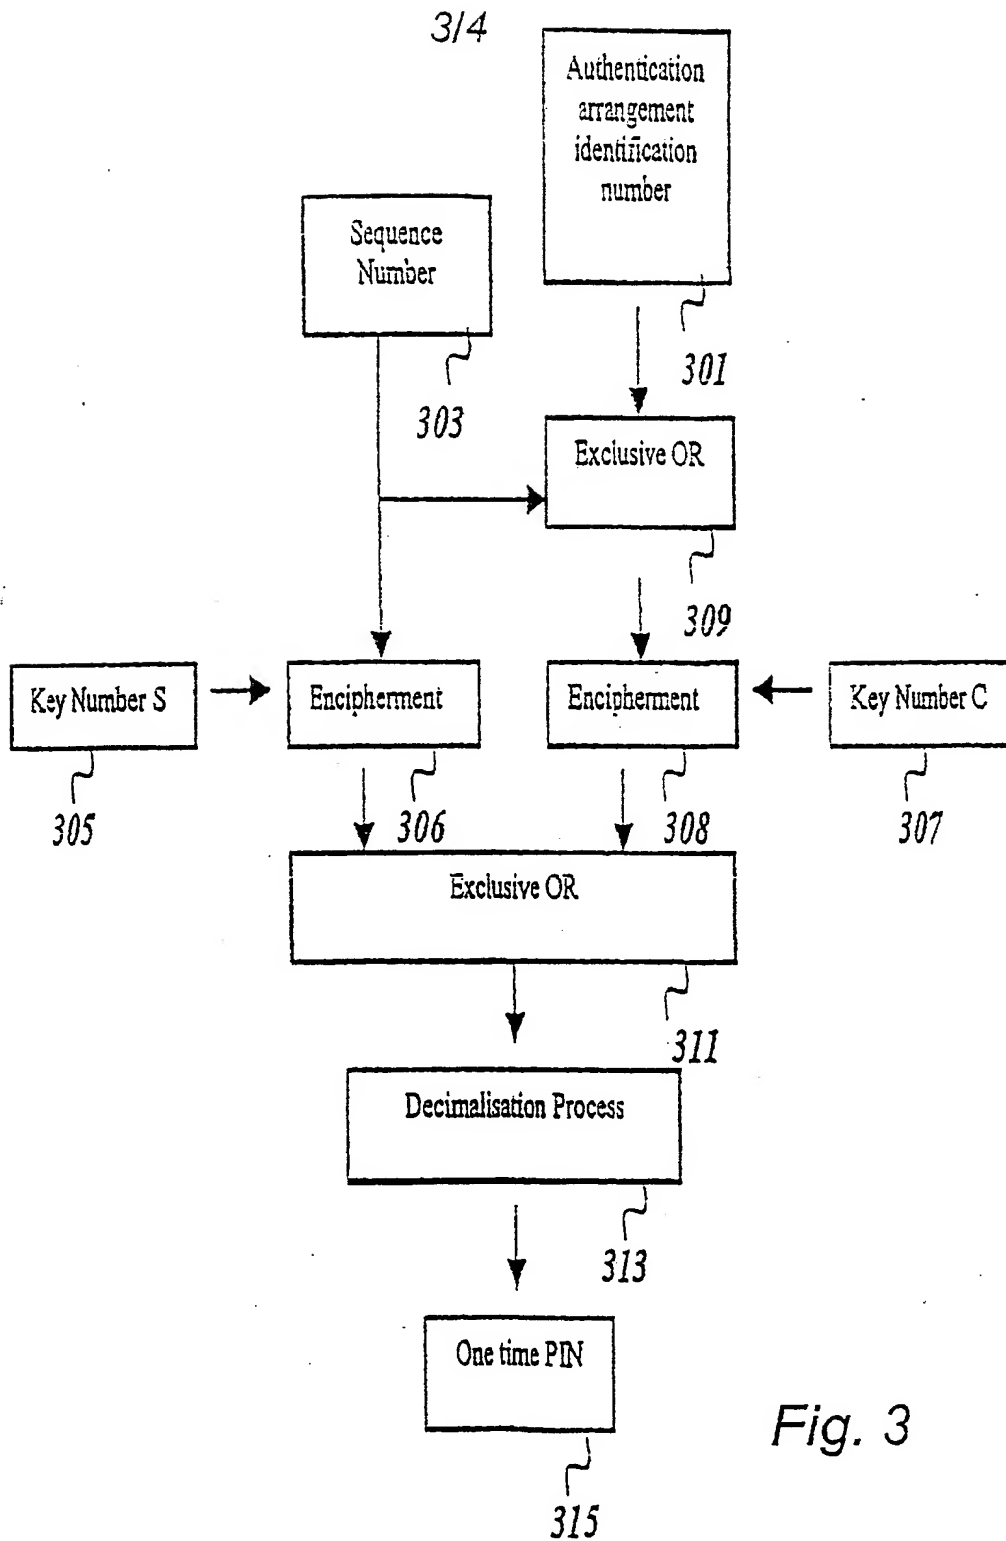 3/4
Authentication
arrangement
identification
number
Sequence
Number
301
303
Exclusive OR
309
Key Number S
Encipherment
Encipherment
Key Number C
305
306
308
307
Exclusive OR
311
Decimalisation Process
313
One time PIN
Fig. 3
315